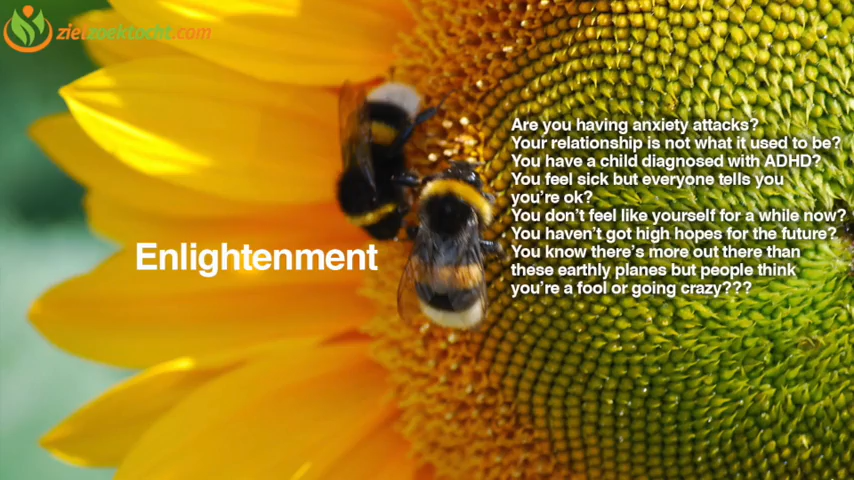 zielzoektocht.com
Are you having anxiety attacks?
Your relationship is not what it used to be?
You have a child diagnosed with ADHD?
You feel sick but everyone tells you
you're ok?
You don't feel like yourself for a while now?
You haven't got high hopes for the future?
You know there's more out there than
these earthly planes but people think
you're a fool or going crazy???
Enlightenment